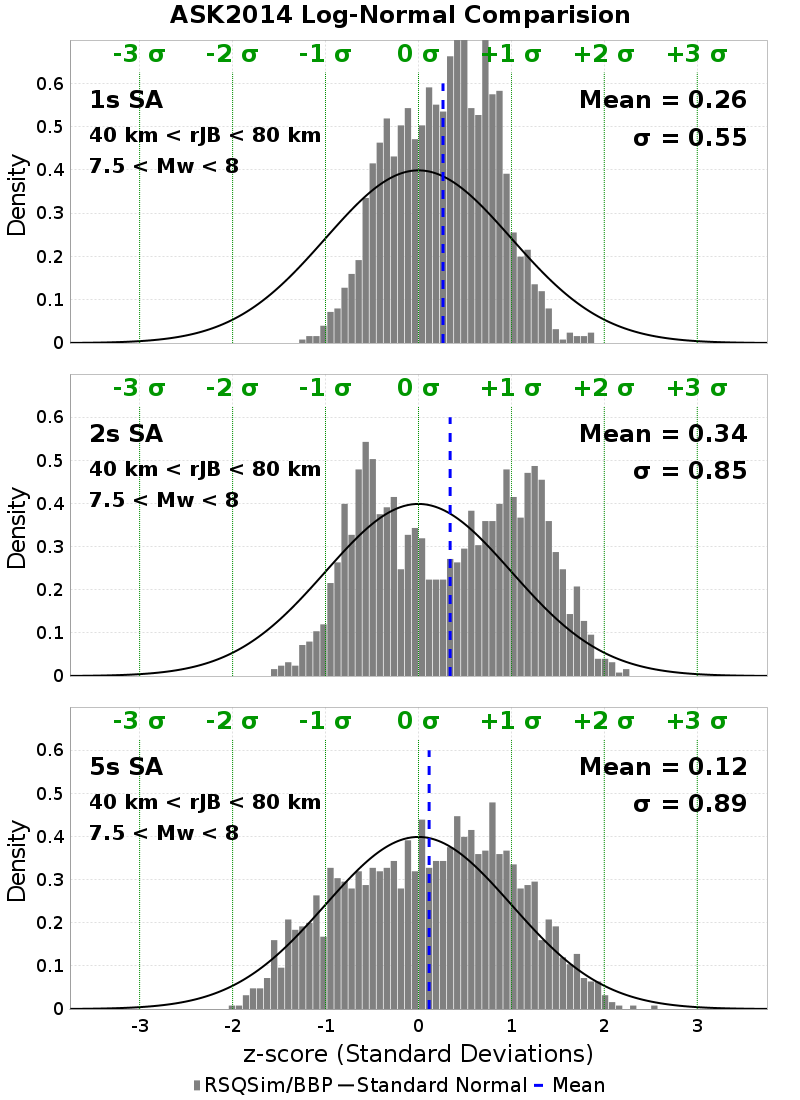 ASK2014 Log-Normal Comparision
-3 σ -2 σ -1 σ 0 σ +1 σ +2 σ +3 σ
1s SA
40 km < rJB < 80 km
7.5 < Mw < 8
Mean = 0.26
σ = 0.55
Density
0.6
0.5
0.4
0.3
0.2
0.1
0
-3 σ -2 σ -1 σ 0 σ +1 σ +2 σ +3 σ
2s SA
40 km < rJB < 80 km
7.5 < Mw < 8
Mean = 0.34
σ = 0.85
Density
0.6
0.5
0.4
0.3
0.2
0.1
0
-3 σ -2 σ -1 σ 0 σ +1 σ +2 σ +3 σ
5s SA
40 km < rJB < 80 km
7.5 < Mw < 8
Mean = 0.12
σ = 0.89
Density
0.6
0.5
0.4
0.3
0.2
0.1
0
-3 -2 -1 0 1 2 3
z-score (Standard Deviations)
RSQSim/BBP Standard Normal Mean